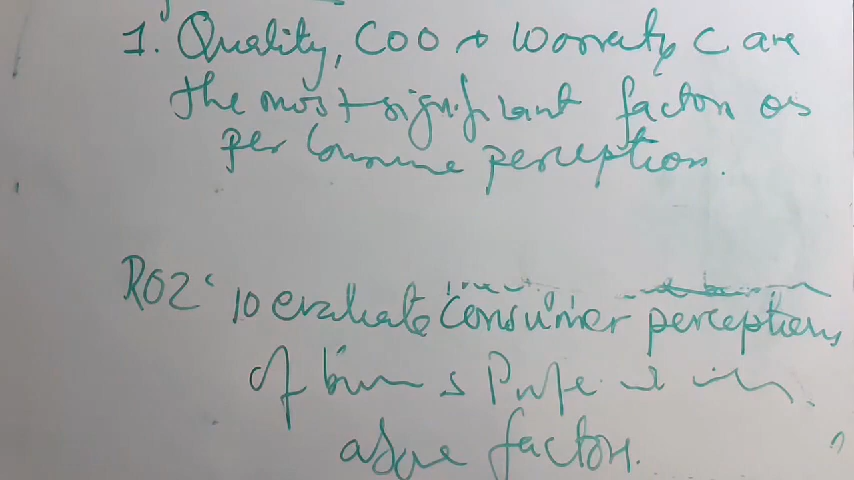 1. Quality, COO + Warranty, C are
the most significant factors as
per Consume perception.
RO2: To evaluate Consumer perceptions
of
above factors.